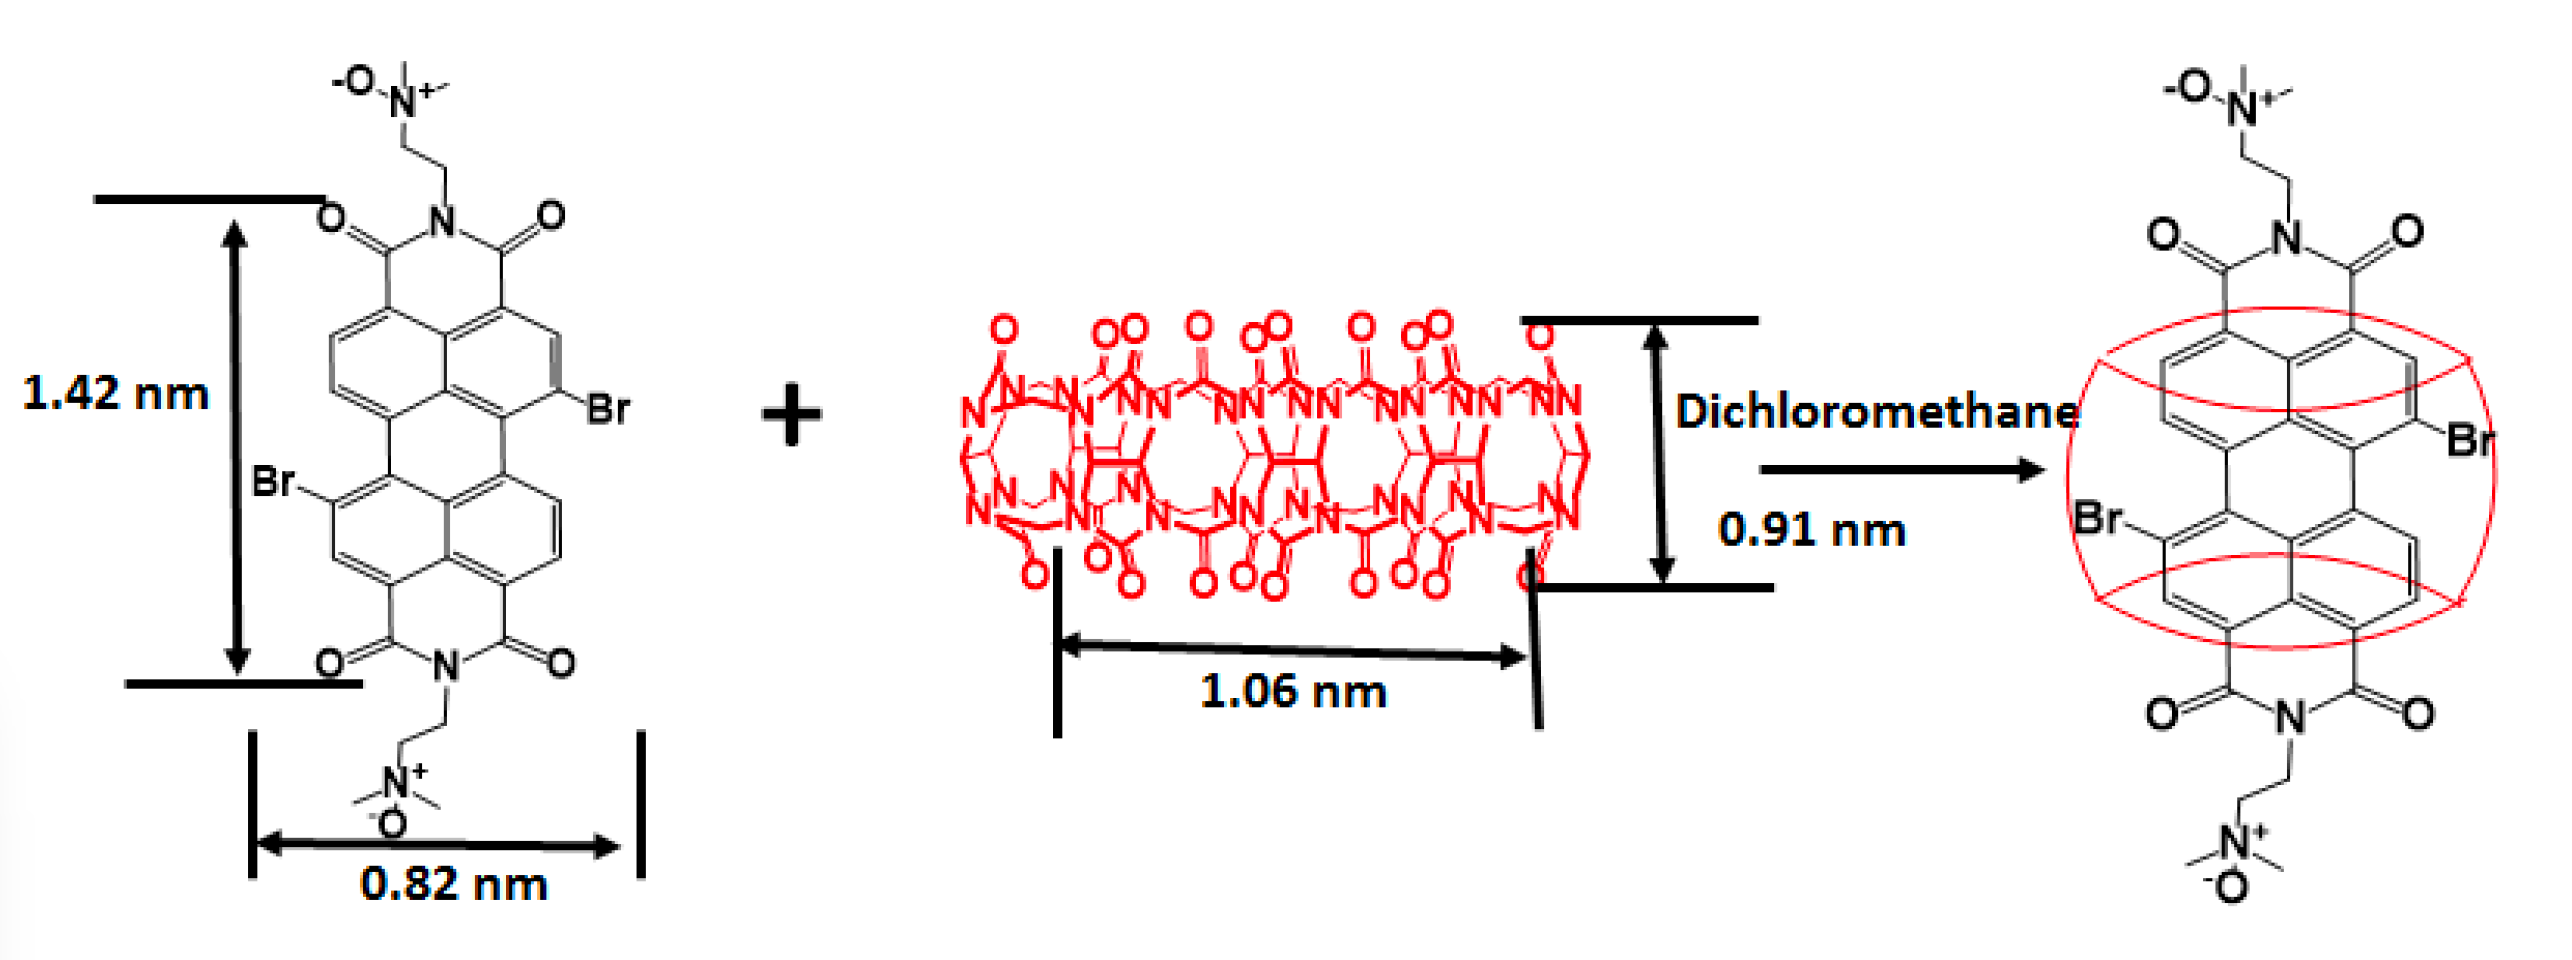 -O N+
O N O
1.42 nm
Br
Br
O N O
N+
-O
0.82 nm
+
O O O O O O O O O O
N N N N N N N N N N N N N N
N N N N N N N N N N N N N N
O O O O O O O O O O
1.06 nm
Dichloromethane
0.91 nm
-O N+
O N O
Br
Br
O N O
N+
-O